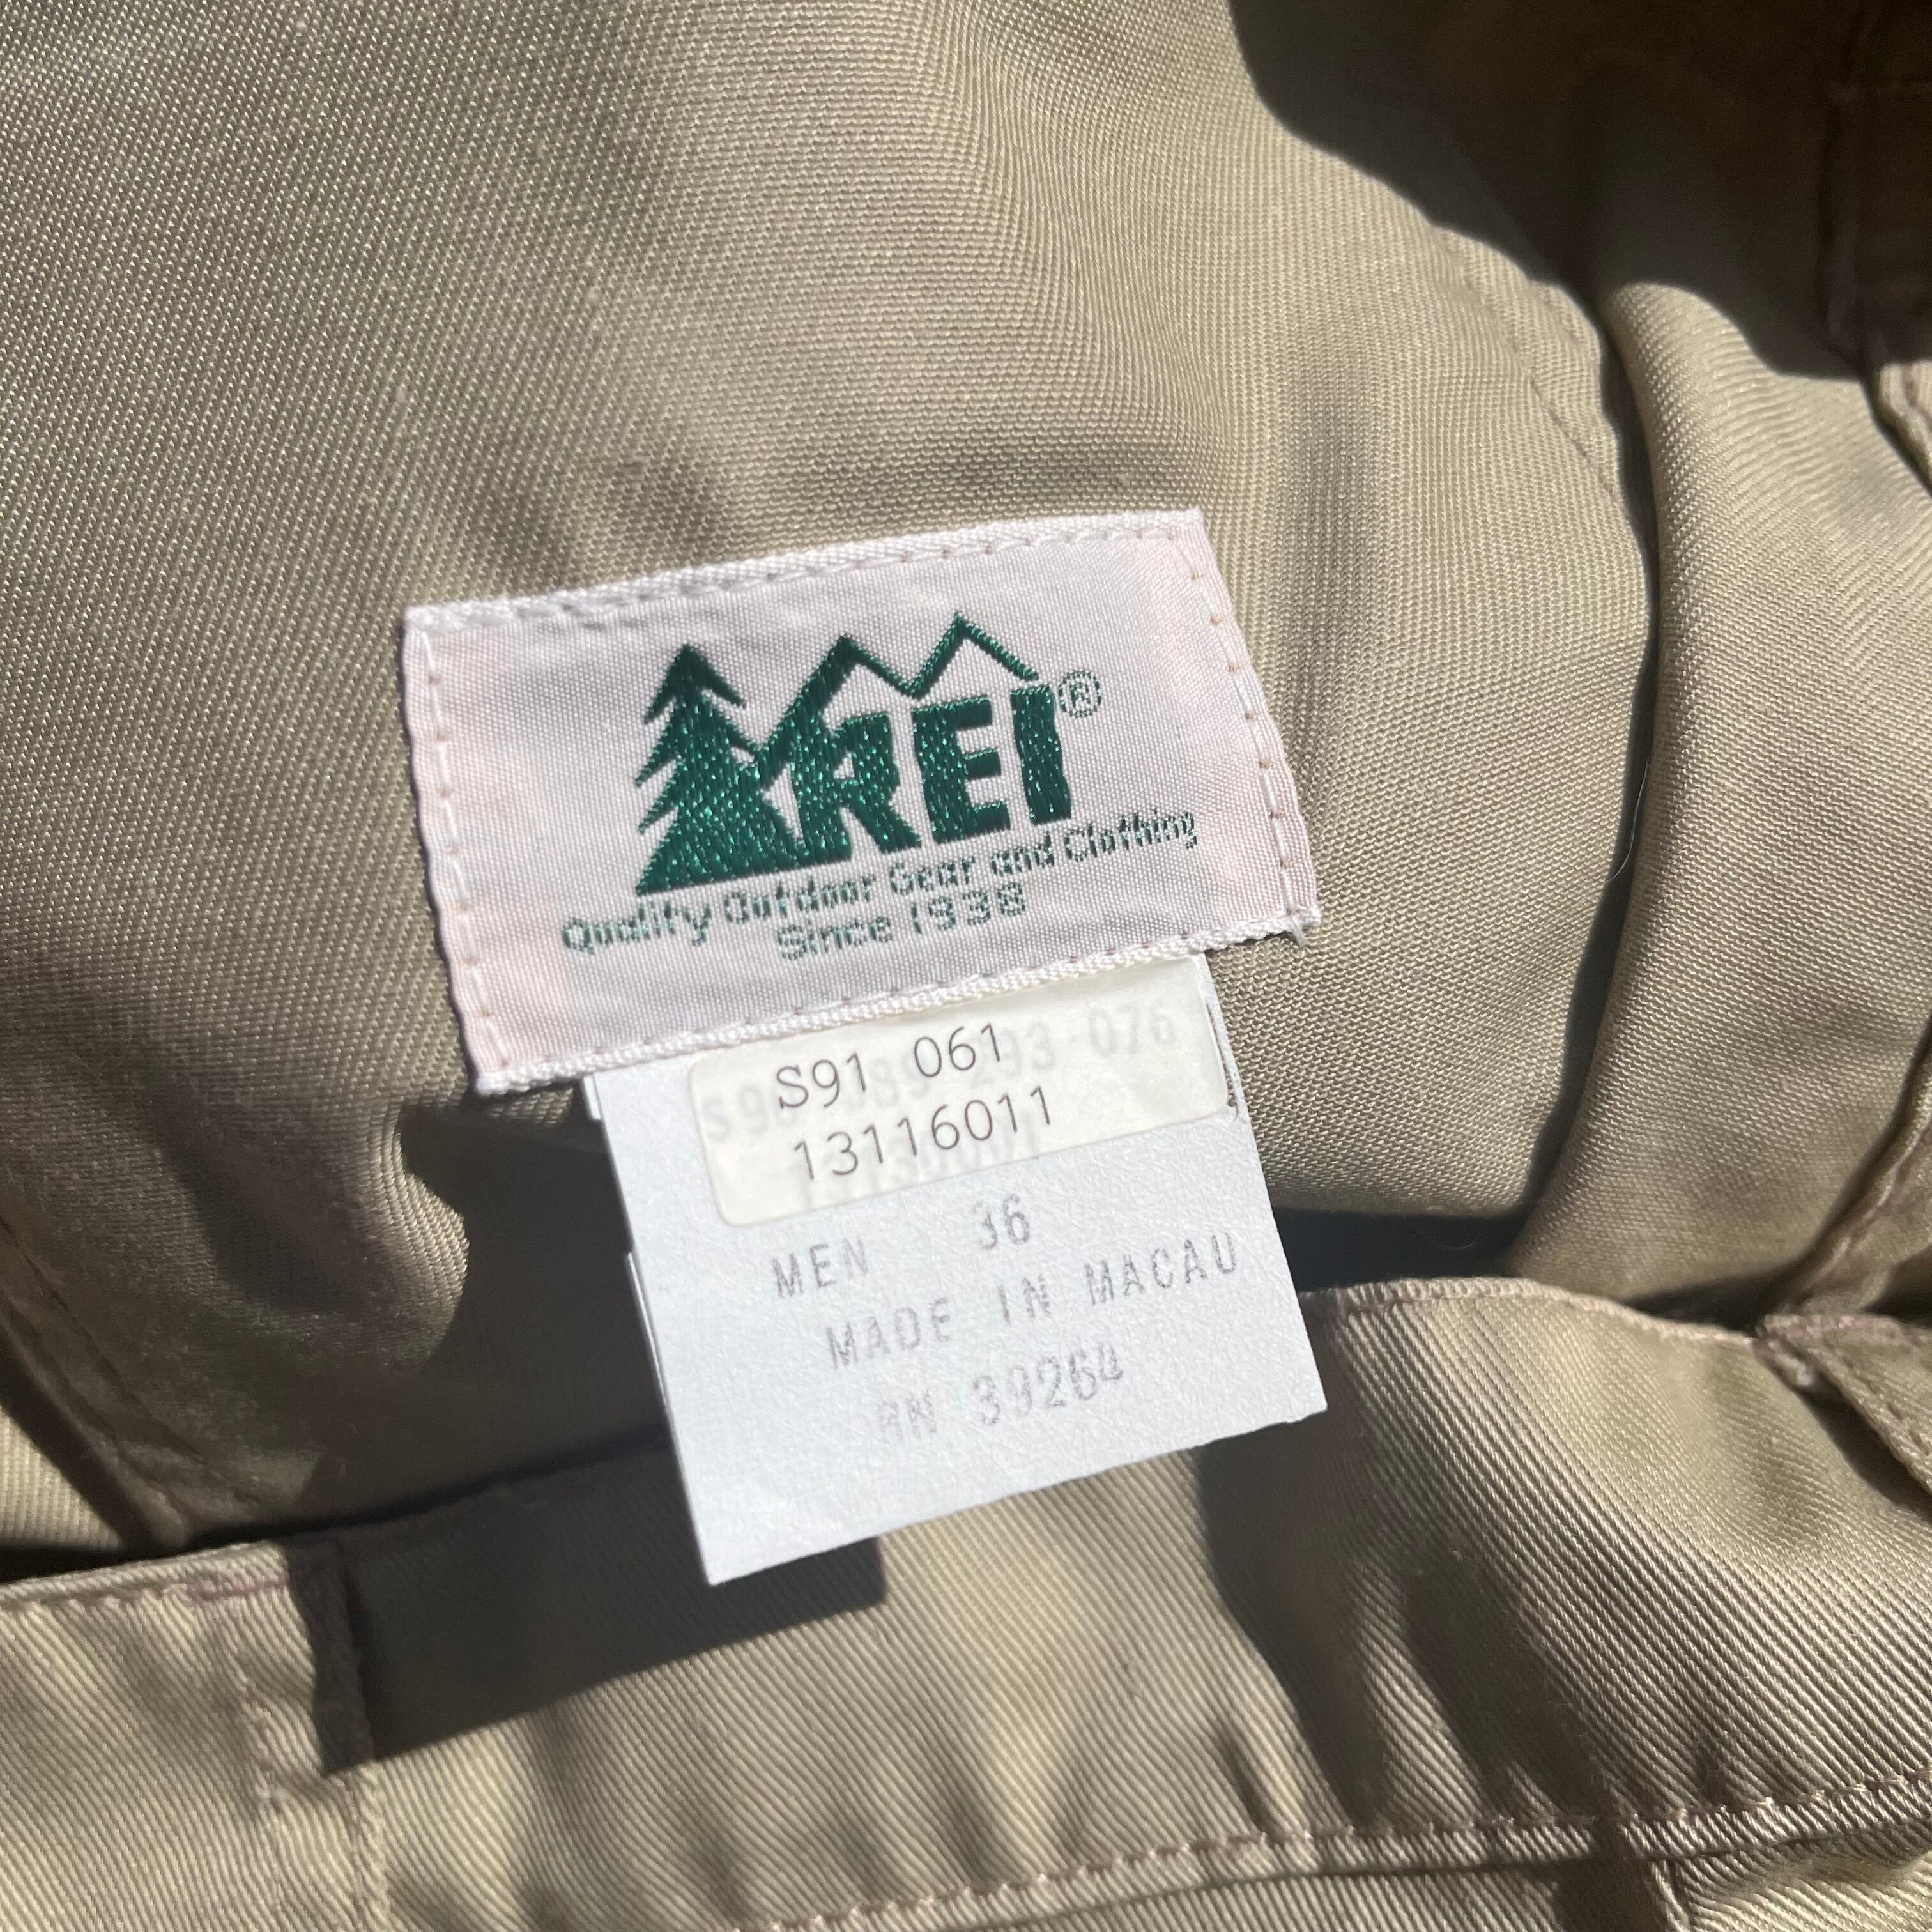 REI®
Quality Outdoor Gear and Clothing
Since 1938
S91 061
13116011
MEN 36
MADE IN MACAU
RN 39264